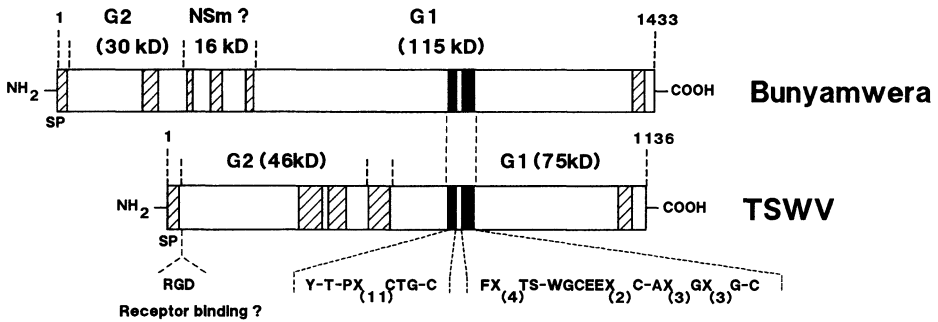 1 G2 NSm ? G1 1433
(30 kD) 16 kD (115 kD)
NH2 COOH Bunyamwera
SP
1 1136
G2 (46kD) G1 (75kD)
NH2 COOH TSWV
SP
RGD Y-T-PX(11)CTG-C FX(4)TS-WGCEEX(2)C-AX(3)GX(3)G-C
Receptor binding ?